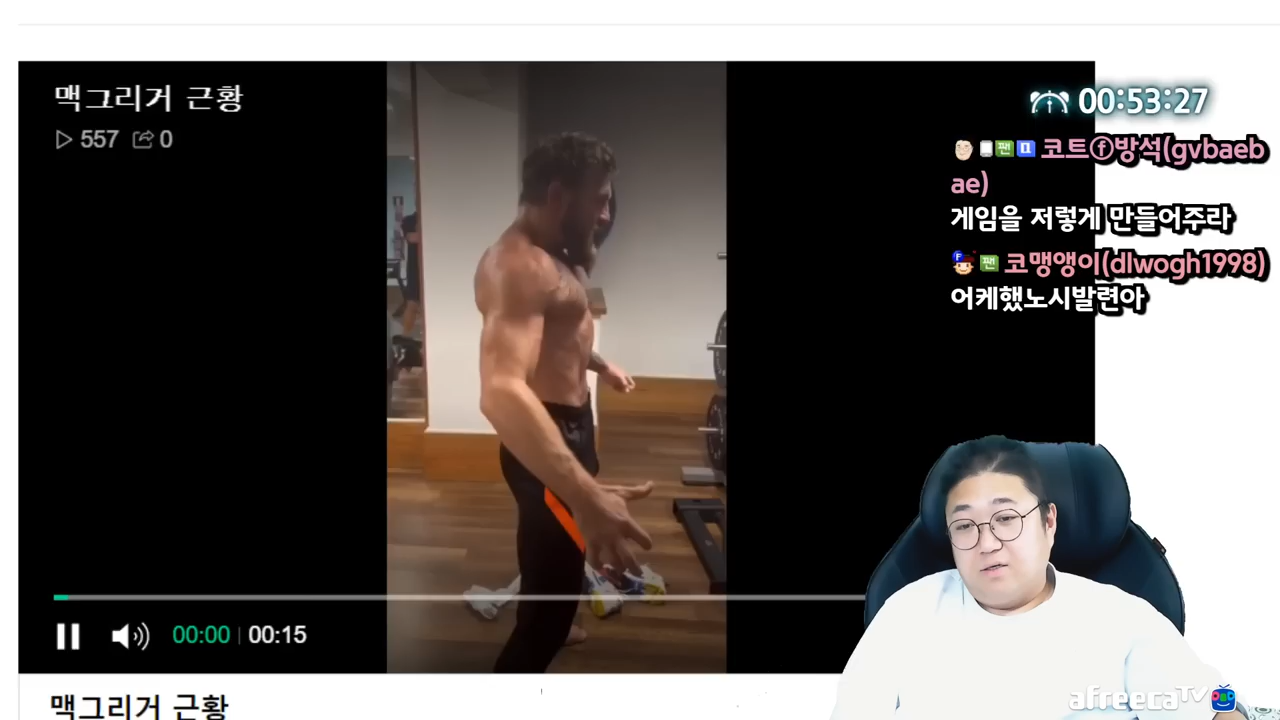 맥그리거 근황
557 0
00:53:27
코트ⓕ방석(gvbaeb
ae)
게임을 저렇게 만들어주라
코맹앵이(dlwogh1998)
어케했노시발련아
00:00 | 00:15
맥그리거 근황
afreecaTV